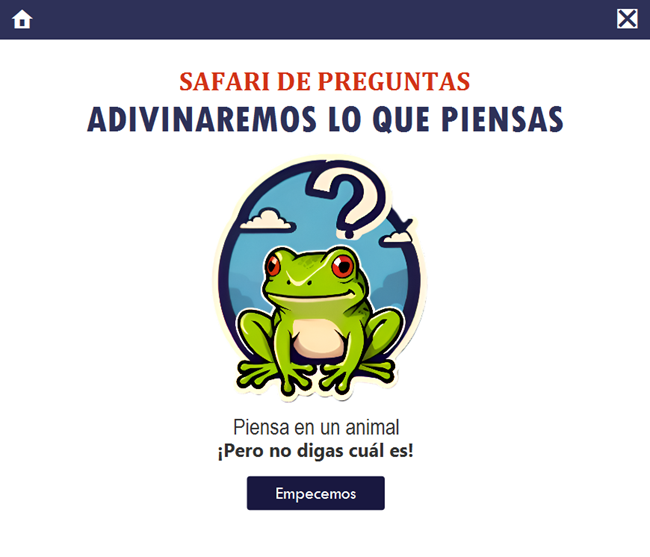 SAFARI DE PREGUNTAS
ADIVINAREMOS LO QUE PIENSAS
?
Piensa en un animal
¡Pero no digas cuál es!
Empecemos